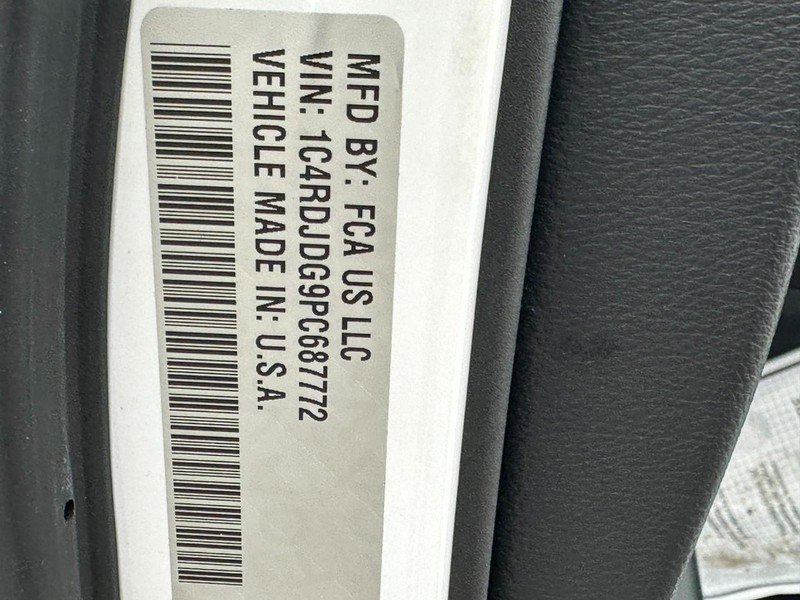 MFD BY: FCA US LLC
VIN: 1C4RDJDG9PC687772
VEHICLE MADE IN: U.S.A.